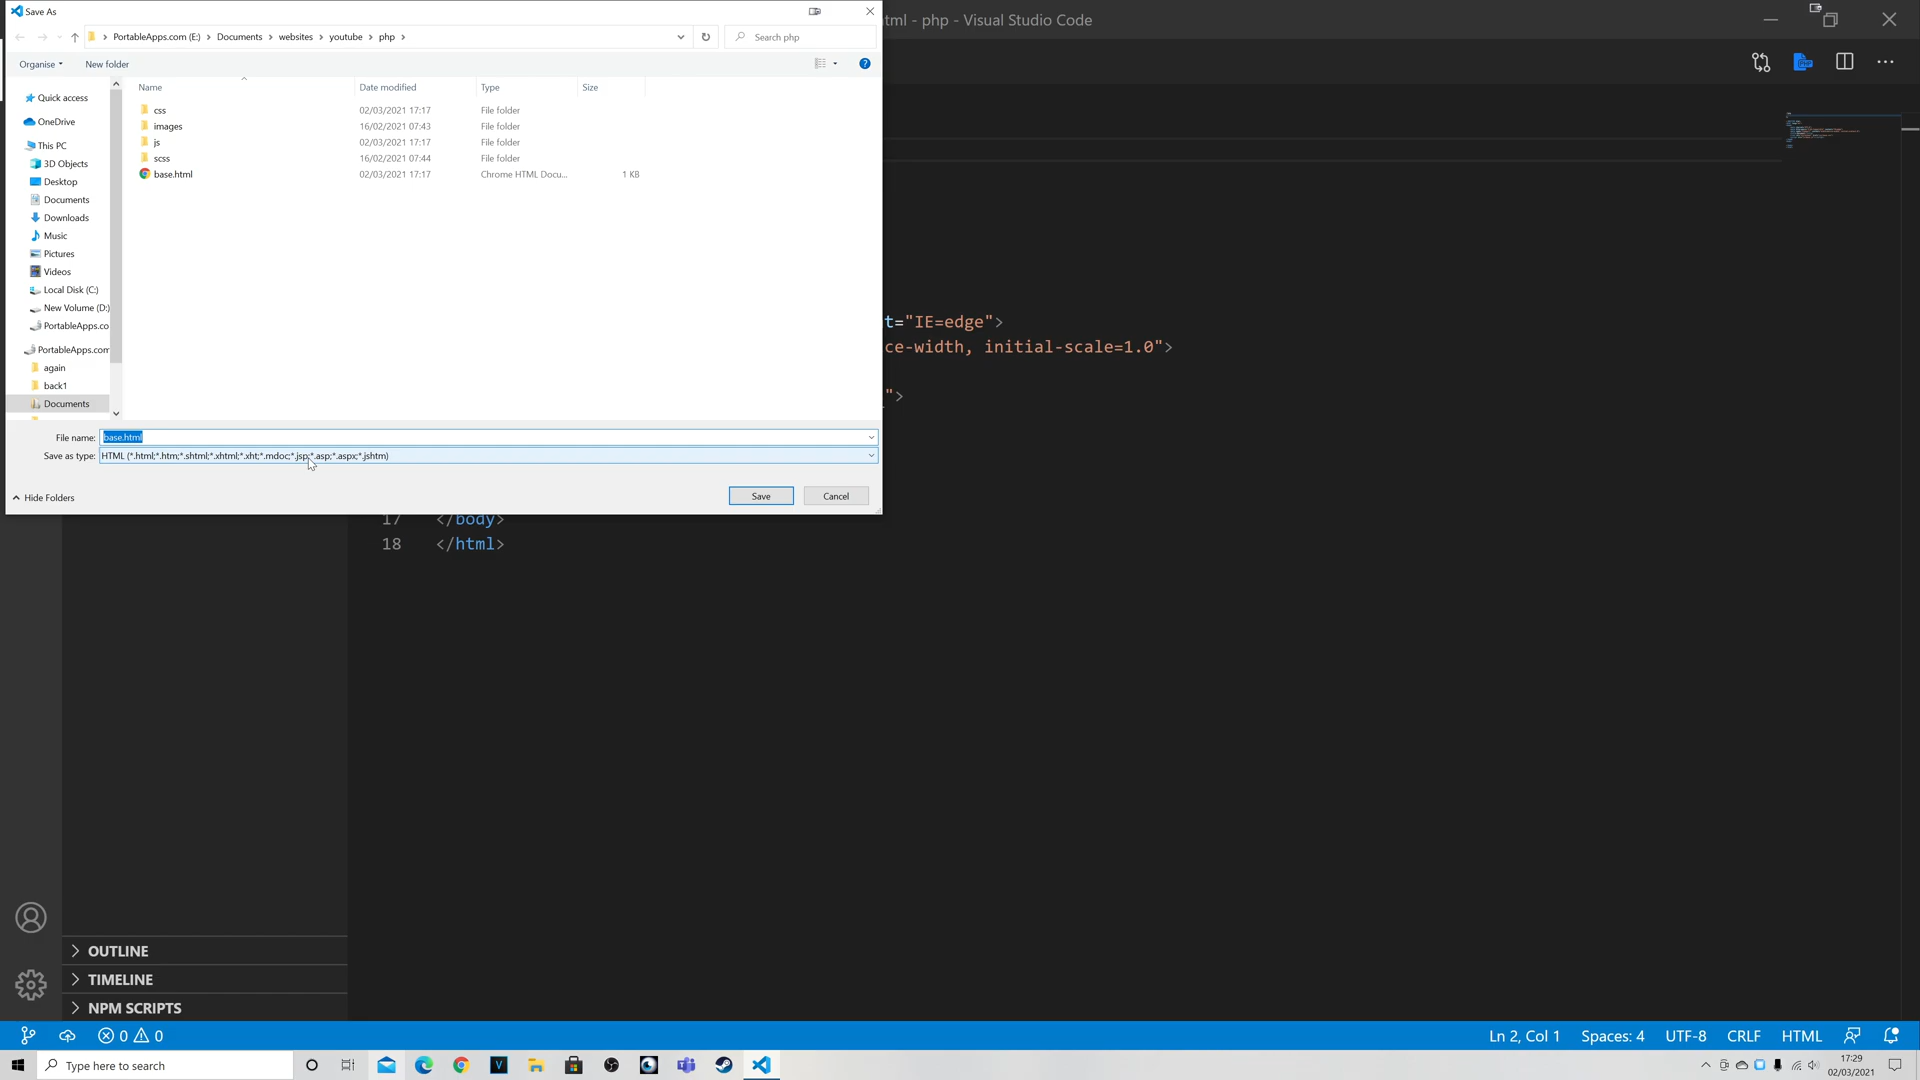 Save As
tml - php - Visual Studio Code
PortableApps.com (E:) > Documents > websites > youtube > php >
Search php
Organise
New folder
Name Date modified Type Size
css 02/03/2021 17:17 File folder
images 16/02/2021 07:43 File folder
js 02/03/2021 17:17 File folder
scss 16/02/2021 07:44 File folder
base.html 02/03/2021 17:17 Chrome HTML Docu... 1 KB
Quick access
OneDrive
This PC
3D Objects
Desktop
Documents
Downloads
Music
Pictures
Videos
Local Disk (C:)
New Volume (D:)
PortableApps.co
PortableApps.com
again
back1
Documents
t="IE=edge">
ce-width, initial-scale=1.0">
">
File name: base.html
Save as type: HTML (*.html;*.htm;*.shtml;*.xhtml;*.xht;*.mdoc;*.jsp;*.asp;*.aspx;*.jshtm)
Hide Folders
Save
Cancel
17 </body>
18 </html>
OUTLINE
TIMELINE
NPM SCRIPTS
0 0
Ln 2, Col 1 Spaces: 4 UTF-8 CRLF HTML
Type here to search
17:29
02/03/2021